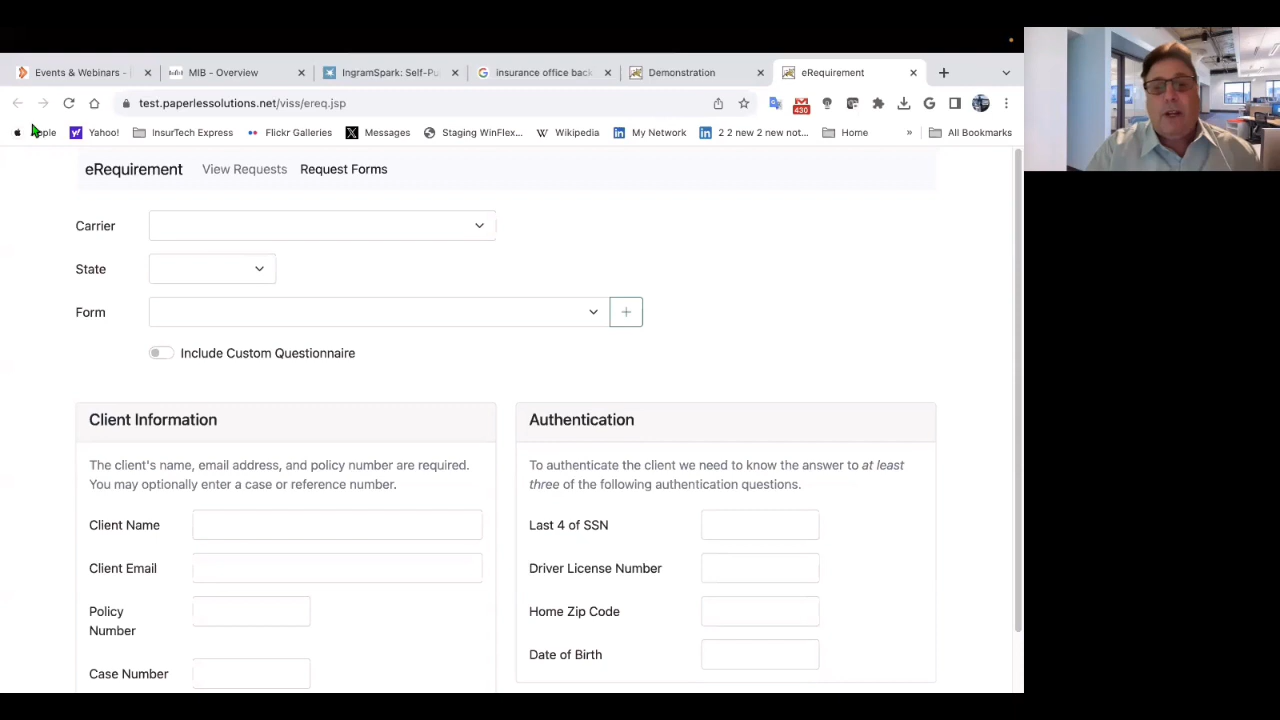 Events & Webinars -
MIB - Overview
IngramSpark: Self-Pu
insurance office back
Demonstration
eRequirement
test.paperlesssolutions.net/viss/ereq.jsp
430
Yahoo!
InsurTech Express
Flickr Galleries
Messages
Staging WinFlex...
Wikipedia
My Network
2 2 new 2 new not...
Home
»
All Bookmarks
eRequirement
View Requests
Request Forms
Carrier
State
Form
+
Include Custom Questionnaire
Client Information
The client's name, email address, and policy number are required.
You may optionally enter a case or reference number.
Client Name
Client Email
Policy
Number
Case Number
Authentication
To authenticate the client we need to know the answer to at least
three of the following authentication questions.
Last 4 of SSN
Driver License Number
Home Zip Code
Date of Birth